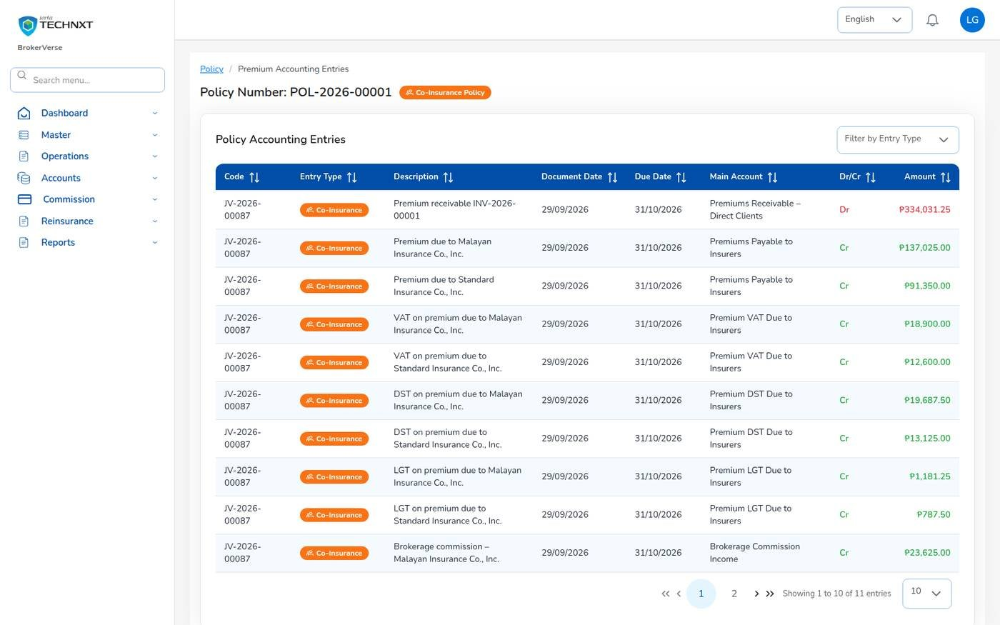 iorta
TECHNXT
BrokerVerse
Search menu...
Dashboard
Master
Operations
Accounts
Commission
Reinsurance
Reports
English
LG
Policy / Premium Accounting Entries
Policy Number: POL-2026-00001 Co-Insurance Policy
Policy Accounting Entries
Filter by Entry Type
Code Entry Type Description Document Date Due Date Main Account Dr/Cr Amount
JV-2026-00087 Co-Insurance Premium receivable INV-2026-00001 29/09/2026 31/10/2026 Premiums Receivable – Direct Clients Dr ₱334,031.25
JV-2026-00087 Co-Insurance Premium due to Malayan Insurance Co., Inc. 29/09/2026 31/10/2026 Premiums Payable to Insurers Cr ₱137,025.00
JV-2026-00087 Co-Insurance Premium due to Standard Insurance Co., Inc. 29/09/2026 31/10/2026 Premiums Payable to Insurers Cr ₱91,350.00
JV-2026-00087 Co-Insurance VAT on premium due to Malayan Insurance Co., Inc. 29/09/2026 31/10/2026 Premium VAT Due to Insurers Cr ₱18,900.00
JV-2026-00087 Co-Insurance VAT on premium due to Standard Insurance Co., Inc. 29/09/2026 31/10/2026 Premium VAT Due to Insurers Cr ₱12,600.00
JV-2026-00087 Co-Insurance DST on premium due to Malayan Insurance Co., Inc. 29/09/2026 31/10/2026 Premium DST Due to Insurers Cr ₱19,687.50
JV-2026-00087 Co-Insurance DST on premium due to Standard Insurance Co., Inc. 29/09/2026 31/10/2026 Premium DST Due to Insurers Cr ₱13,125.00
JV-2026-00087 Co-Insurance LGT on premium due to Malayan Insurance Co., Inc. 29/09/2026 31/10/2026 Premium LGT Due to Insurers Cr ₱1,181.25
JV-2026-00087 Co-Insurance LGT on premium due to Standard Insurance Co., Inc. 29/09/2026 31/10/2026 Premium LGT Due to Insurers Cr ₱787.50
JV-2026-00087 Co-Insurance Brokerage commission – Malayan Insurance Co., Inc. 29/09/2026 31/10/2026 Brokerage Commission Income Cr ₱23,625.00
1 2 Showing 1 to 10 of 11 entries 10